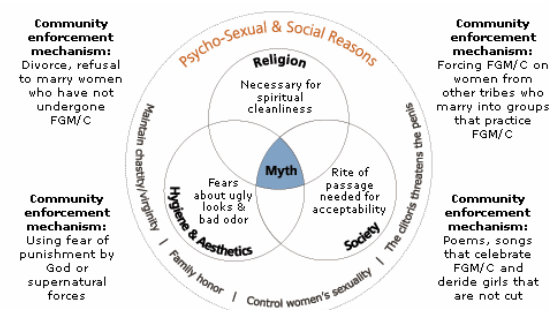 Community
enforcement
mechanism:
Divorce, refusal
to marry women
who have not
undergone
FGM/C
Psycho-Sexual & Social Reasons
Community
enforcement
mechanism:
Forcing FGM/C on
women from
other tribes who
marry into groups
that practice
FGM/C
Religion
Necessary for
spiritual
cleanliness
Myth
Fears
about ugly
looks &
bad odor
Hygiene & Aesthetics
Rite of
passage
needed for
acceptability
Society
Maintain chastity/virginity | Family honor | Control women's sexuality | The clitoris threatens the penis
Community
enforcement
mechanism:
Using fear of
punishment by
God or
supernatural
forces
Community
enforcement
mechanism:
Poems, songs
that celebrate
FGM/C and
deride girls that
are not cut